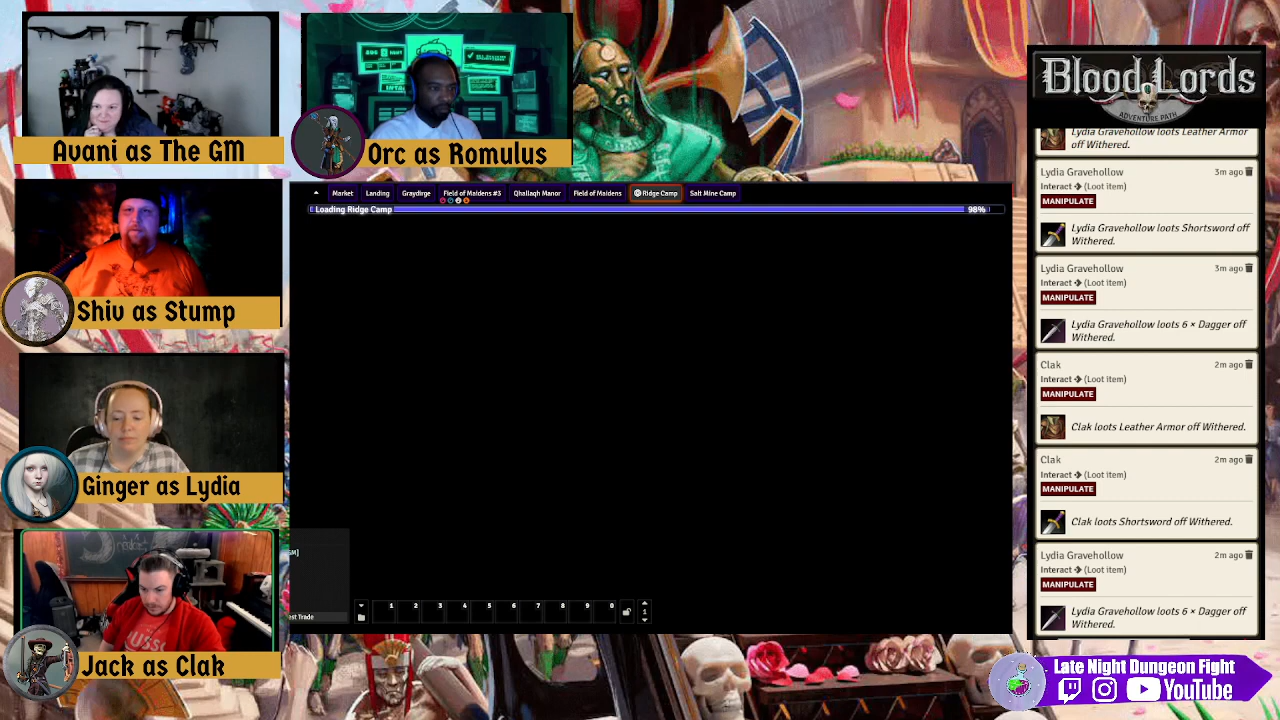 Avani as The GM
Orc as Romulus
Shiv as Stump
Ginger as Lydia
Jack as Clak
Market
Landing
Graydirge
Field of Maidens #3
Qhallaqh Manor
Field of Maidens
Ridge Camp
Salt Mine Camp
Loading Ridge Camp
98%
GM]
est Trade
1 2 3 4 5 6 7 8 9 0
1
Blood Lords
ADVENTURE PATH
Lydia Gravehollow loots Leather Armor
off Withered.
Lydia Gravehollow 3m ago
Interact (Loot item)
MANIPULATE
Lydia Gravehollow loots Shortsword off
Withered.
Lydia Gravehollow 3m ago
Interact (Loot item)
MANIPULATE
Lydia Gravehollow loots 6 × Dagger off
Withered.
Clak 2m ago
Interact (Loot item)
MANIPULATE
Clak loots Leather Armor off Withered.
Clak 2m ago
Interact (Loot item)
MANIPULATE
Clak loots Shortsword off Withered.
Lydia Gravehollow 2m ago
Interact (Loot item)
MANIPULATE
Lydia Gravehollow loots 6 × Dagger off
Withered.
Late Night Dungeon Fight
YouTube